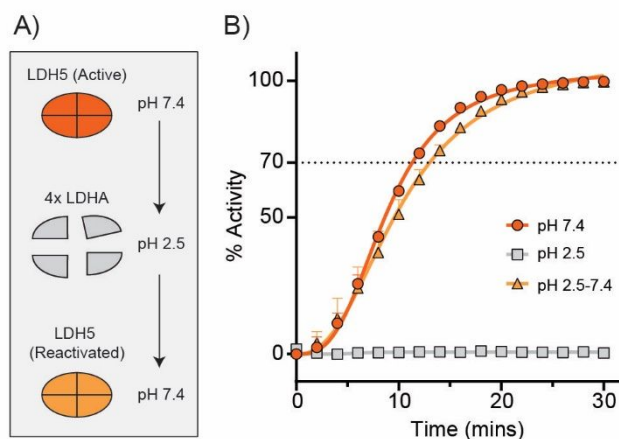 A)
LDH5 (Active)
pH 7.4
4x LDHA
pH 2.5
LDH5
(Reactivated)
pH 7.4
B)
%
100
70
50
0
% Activity
pH 7.4
pH 2.5
pH 2.5-7.4
0 10 20 30
Time (mins)